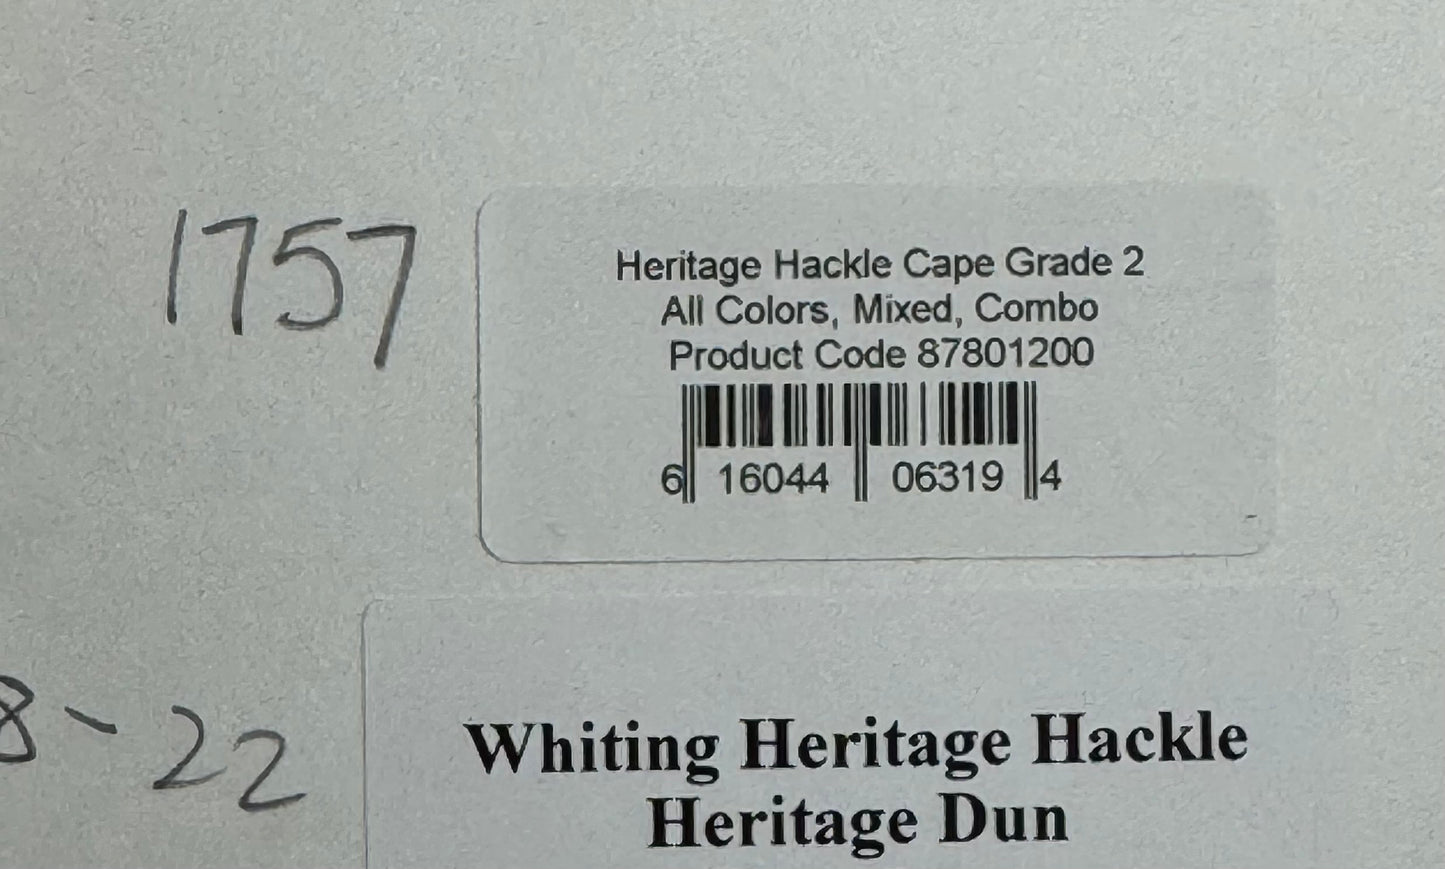 1757
Heritage Hackle Cape Grade 2
All Colors, Mixed, Combo
Product Code 87801200
6 16044 06319 4
8-22
Whiting Heritage Hackle
Heritage Dun